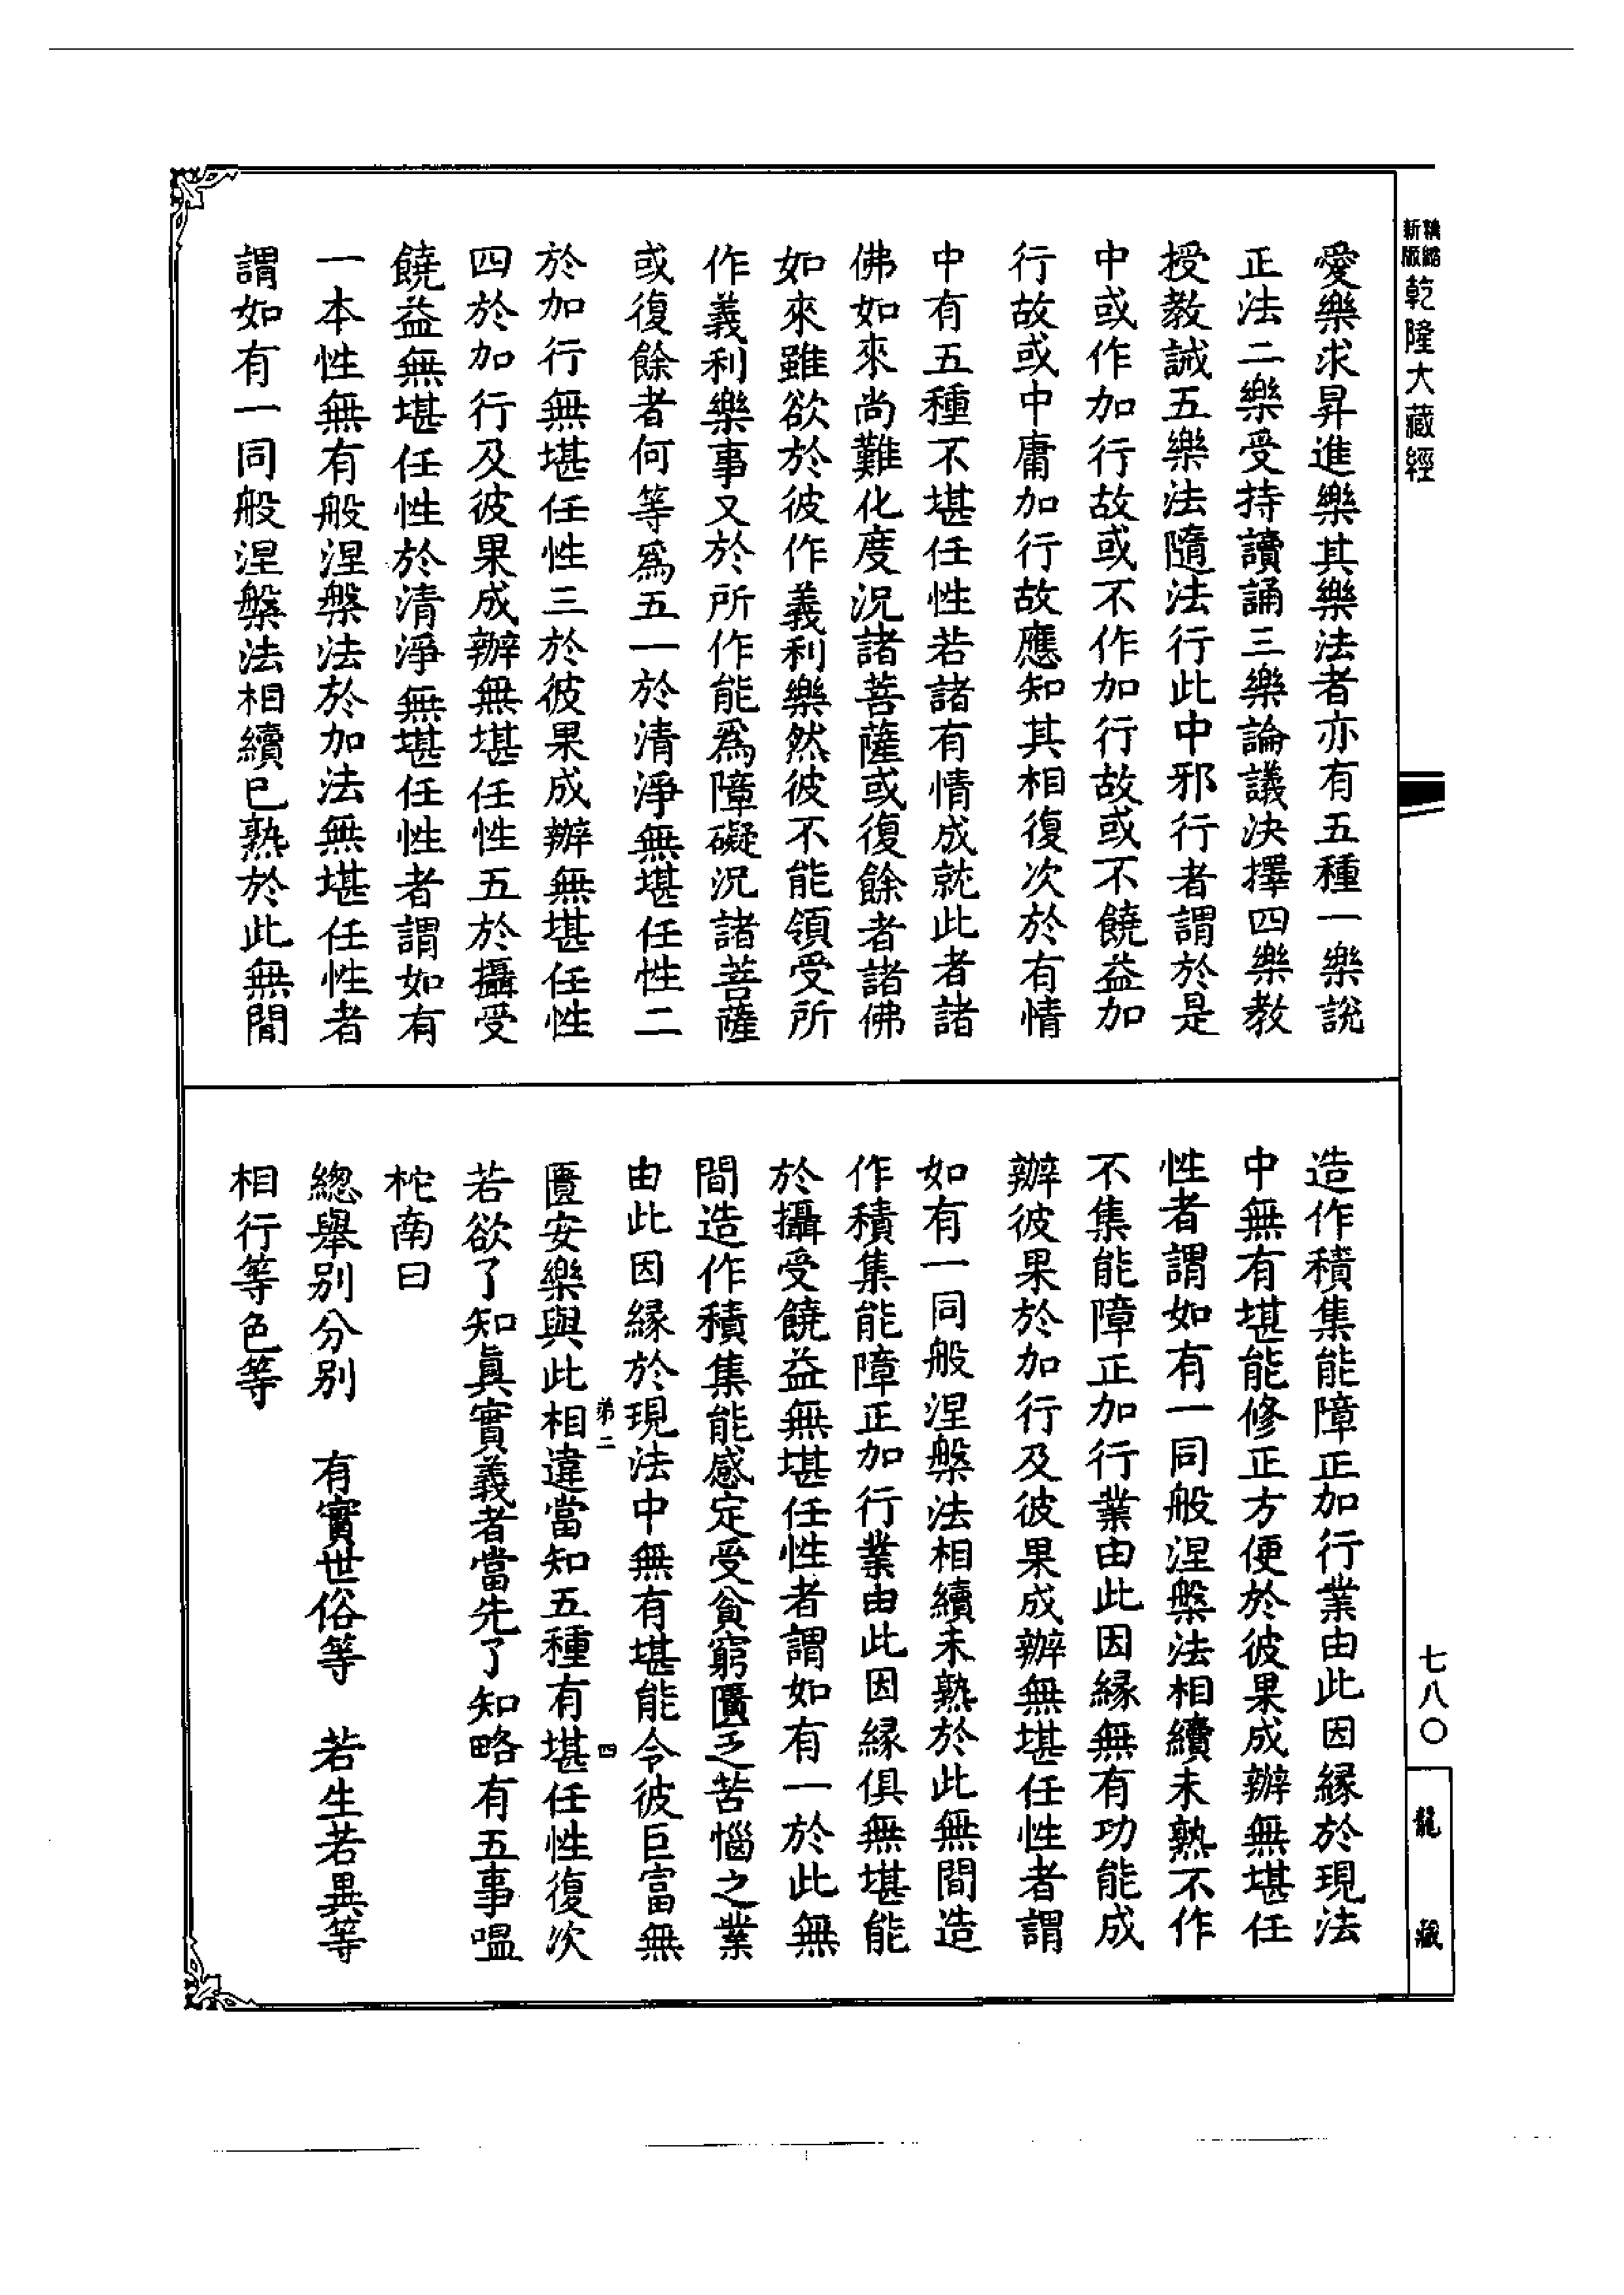 精縮新版乾隆大藏經
愛樂求昇進樂其樂法者亦有五種一樂說
正法二樂受持讀誦三樂論議決擇四樂教
授教誡五樂法隨法行此中邪行者謂於是
中或作加行故或不作加行故或不饒益加
行故或中庸加行故應知其相復次於有情
中有五種不堪任性若諸有情成就此者諸
佛如來尚難化度況諸菩薩或復餘者諸佛
如來雖欲於彼作義利樂然彼不能領受所
作義利樂事又於所作能爲障礙況諸菩薩
或復餘者何等爲五一於清淨無堪任性二
於加行無堪任性三於彼果成辦無堪任性
四於加行及彼果成辦無堪任性五於攝受
饒益無堪任性於清淨無堪任性者謂如有
一本性無有般涅槃法於加法無堪任性者
謂如有一同般涅槃法相續已熟於此無間
造作積集能障正加行業由此因緣於現法
中無有堪能修正方便於彼果成辦無堪任
性者謂如有一同般涅槃法相續未熟不作
不集能障正加行業由此因緣無有功能成
辦彼果於加行及彼果成辦無堪任性者謂
如有一同般涅槃法相續未熟於此無間造
作積集能障正加行業由此因緣俱無堪能
於攝受饒益無堪任性者謂如有一於此無
間造作積集能感定受貧窮匱乏苦惱之業
由此因緣於現法中無有堪能令彼巨富無
第二 四
匱安樂與此相違當知五種有堪任性復次
若欲了知眞實義者當先了知略有五事嗢
柁南曰
總舉別分別 有實世俗等 若生若異等
相行等色等
七八〇
龍藏